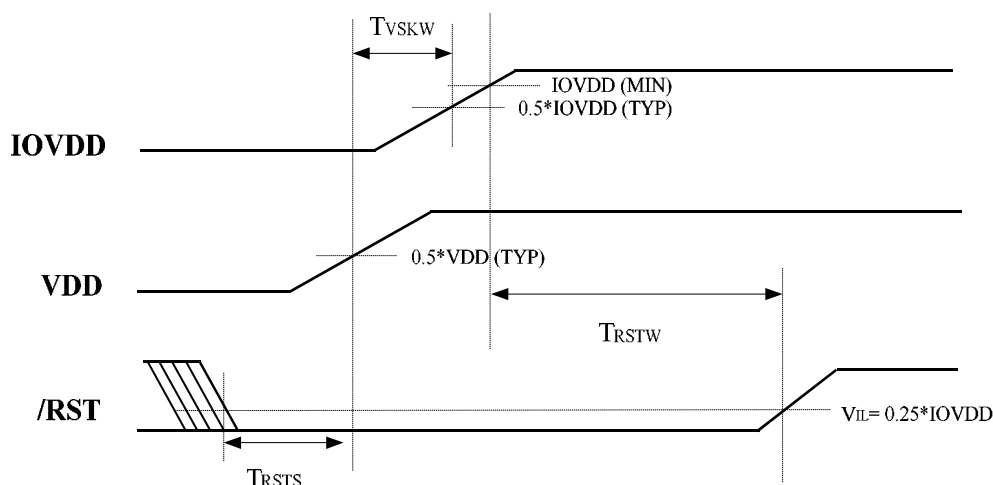 TVSKW
IOVDD (MIN)
0.5*IOVDD (TYP)
IOVDD
0.5*VDD (TYP)
VDD
TRSTW
/RST
VIL= 0.25*IOVDD
TRSTS